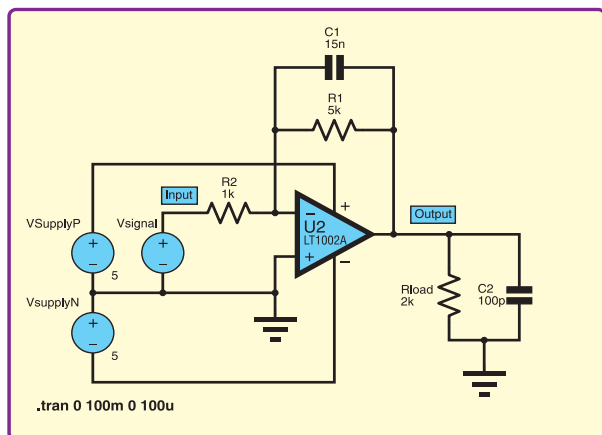 C1
15n
R1
5k
Input
R2
1k
+
Output
VSupplyP
Vsignal
−
U2
LT1002A
+
+
−
−
5
+
−
Rload
2k
C2
100p
VsupplyN
+
−
5
.tran 0 100m 0 100u